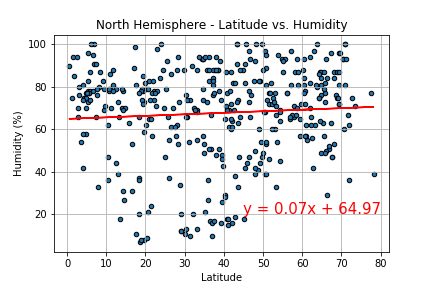 North Hemisphere - Latitude vs. Humidity
100
80
60
40
20
Humidity (%)
y = 0.07x + 64.97
0 10 20 30 40 50 60 70 80
Latitude